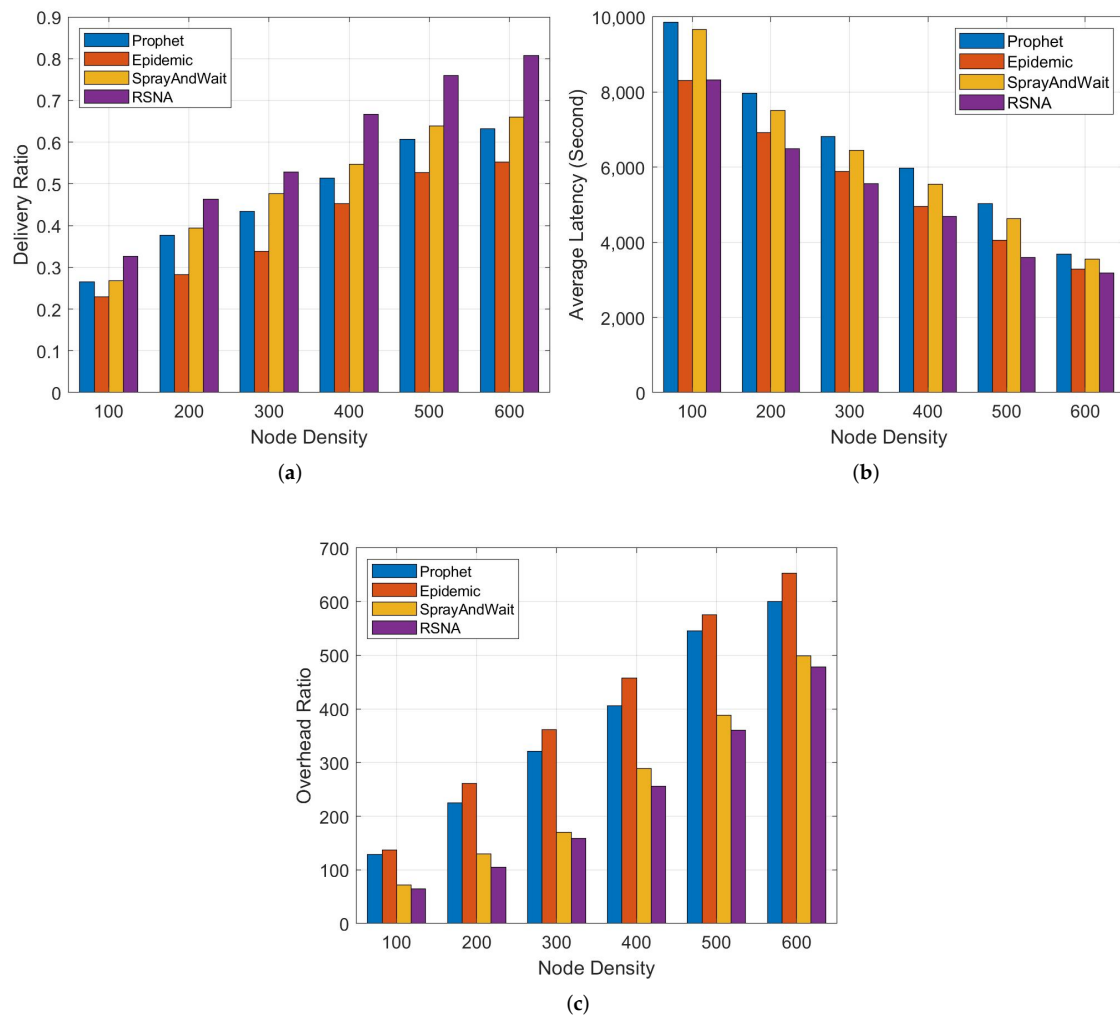 0.9
0.8
0.7
0.6
0.5
0.4
0.3
0.2
0.1
0
Delivery Ratio
Prophet
Epidemic
SprayAndWait
RSNA
100 200 300 400 500 600
Node Density
(a)
10,000
8,000
6,000
4,000
2,000
0
Average Latency (Second)
Prophet
Epidemic
SprayAndWait
RSNA
100 200 300 400 500 600
Node Density
(b)
700
600
500
400
300
200
100
0
Overhead Ratio
Prophet
Epidemic
SprayAndWait
RSNA
100 200 300 400 500 600
Node Density
(c)